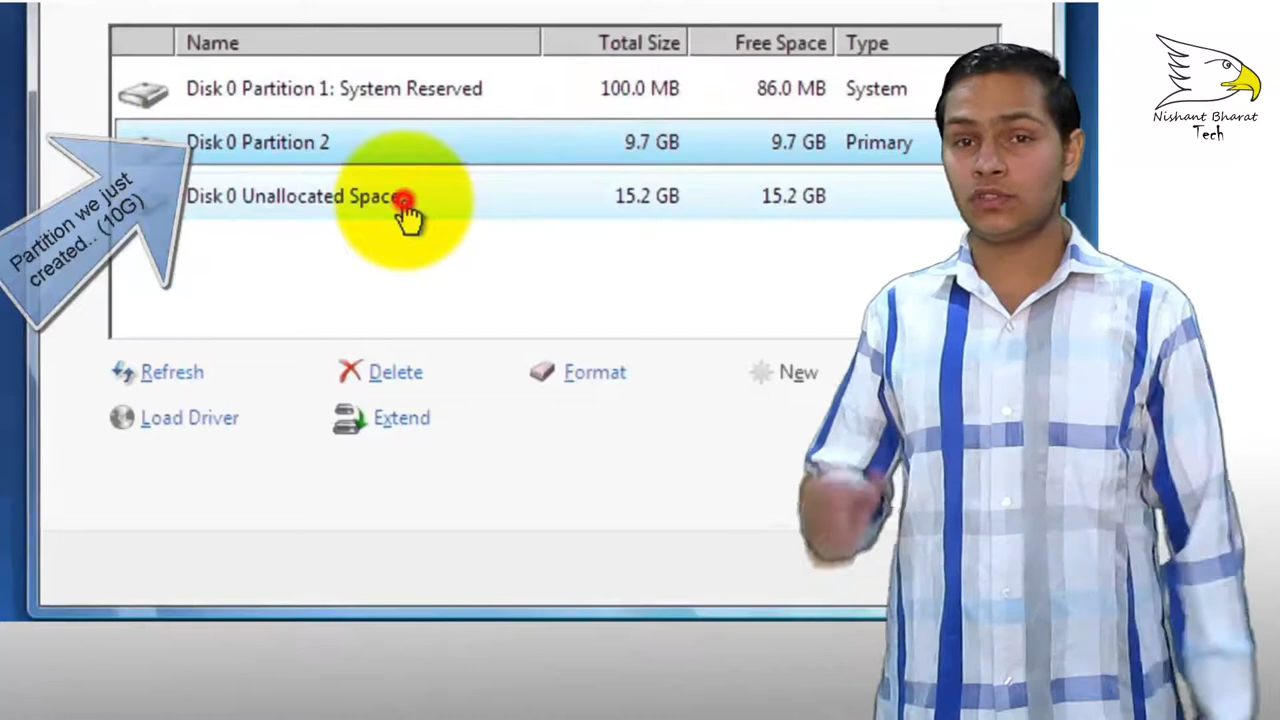 Name Total Size Free Space Type
Disk 0 Partition 1: System Reserved 100.0 MB 86.0 MB System
Disk 0 Partition 2 9.7 GB 9.7 GB Primary
Disk 0 Unallocated Space 15.2 GB 15.2 GB
Partition we just
created.. (10G)
Refresh Delete Format New
Load Driver Extend
Nishant Bharat
Tech